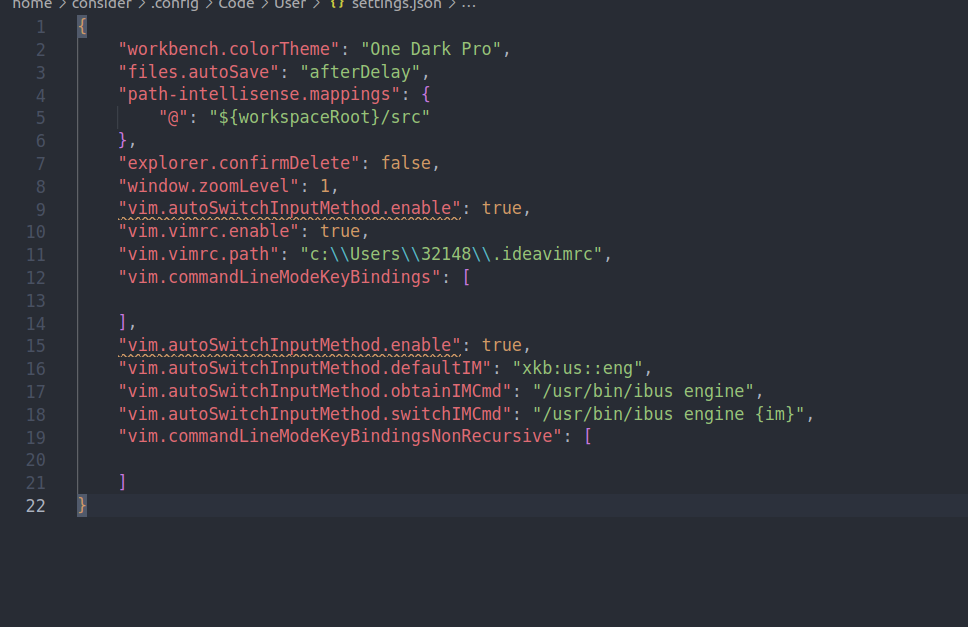 home > consider > .config > Code > User > {} settings.json > ...
1 {
2 "workbench.colorTheme": "One Dark Pro",
3 "files.autoSave": "afterDelay",
4 "path-intellisense.mappings": {
5 "@": "${workspaceRoot}/src"
6 },
7 "explorer.confirmDelete": false,
8 "window.zoomLevel": 1,
9 "vim.autoSwitchInputMethod.enable": true,
10 "vim.vimrc.enable": true,
11 "vim.vimrc.path": "c:\\Users\\32148\\.ideavimrc",
12 "vim.commandLineModeKeyBindings": [
13
14 ],
15 "vim.autoSwitchInputMethod.enable": true,
16 "vim.autoSwitchInputMethod.defaultIM": "xkb:us::eng",
17 "vim.autoSwitchInputMethod.obtainIMCmd": "/usr/bin/ibus engine",
18 "vim.autoSwitchInputMethod.switchIMCmd": "/usr/bin/ibus engine {im}",
19 "vim.commandLineModeKeyBindingsNonRecursive": [
20
21 ]
22 }